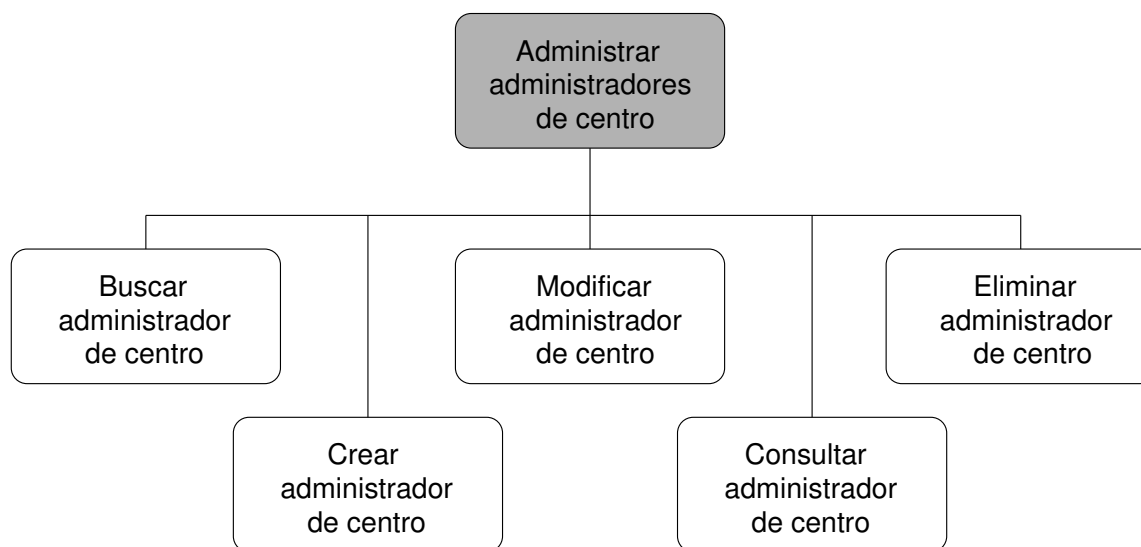 Administrar
administradores
de centro
Buscar
administrador
de centro
Modificar
administrador
de centro
Eliminar
administrador
de centro
Crear
administrador
de centro
Consultar
administrador
de centro